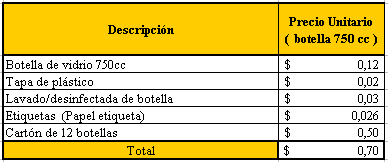 Descripción Precio Unitario
( botella 750 cc )
Botella de vidrio 750cc $ 0,12
Tapa de plástico $ 0,02
Lavado/desinfectada de botella $ 0,03
Etiquetas (Papel etiqueta) $ 0,026
Cartón de 12 botellas $ 0,50
Total $ 0,70